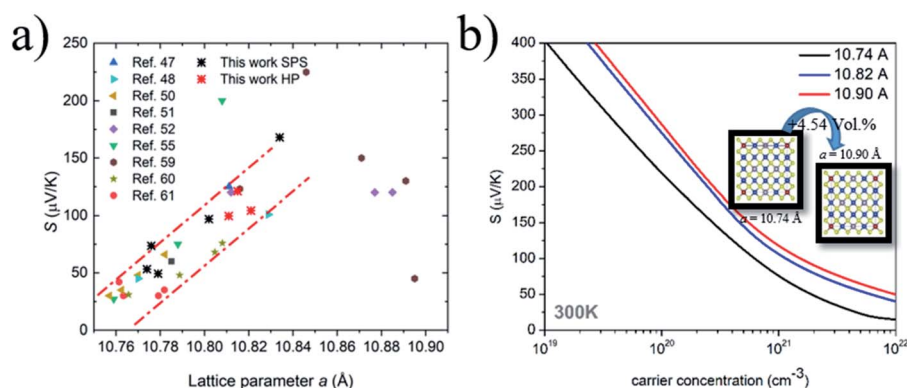 a)
250
200
150
100
50
0
S (μV/K)
Ref. 47
Ref. 48
Ref. 50
Ref. 51
Ref. 52
Ref. 55
Ref. 59
Ref. 60
Ref. 61
This work SPS
This work HP
10.76 10.78 10.80 10.82 10.84 10.86 10.88 10.90
Lattice parameter a (Å)
b)
400
350
300
250
200
150
100
50
0
S (μV/K)
10.74 A
10.82 A
10.90 A
+4.54 Vol.%
a = 10.90 Å
a = 10.74 Å
300K
10¹⁹ 10²⁰ 10²¹ 10²²
carrier concentration (cm⁻³)